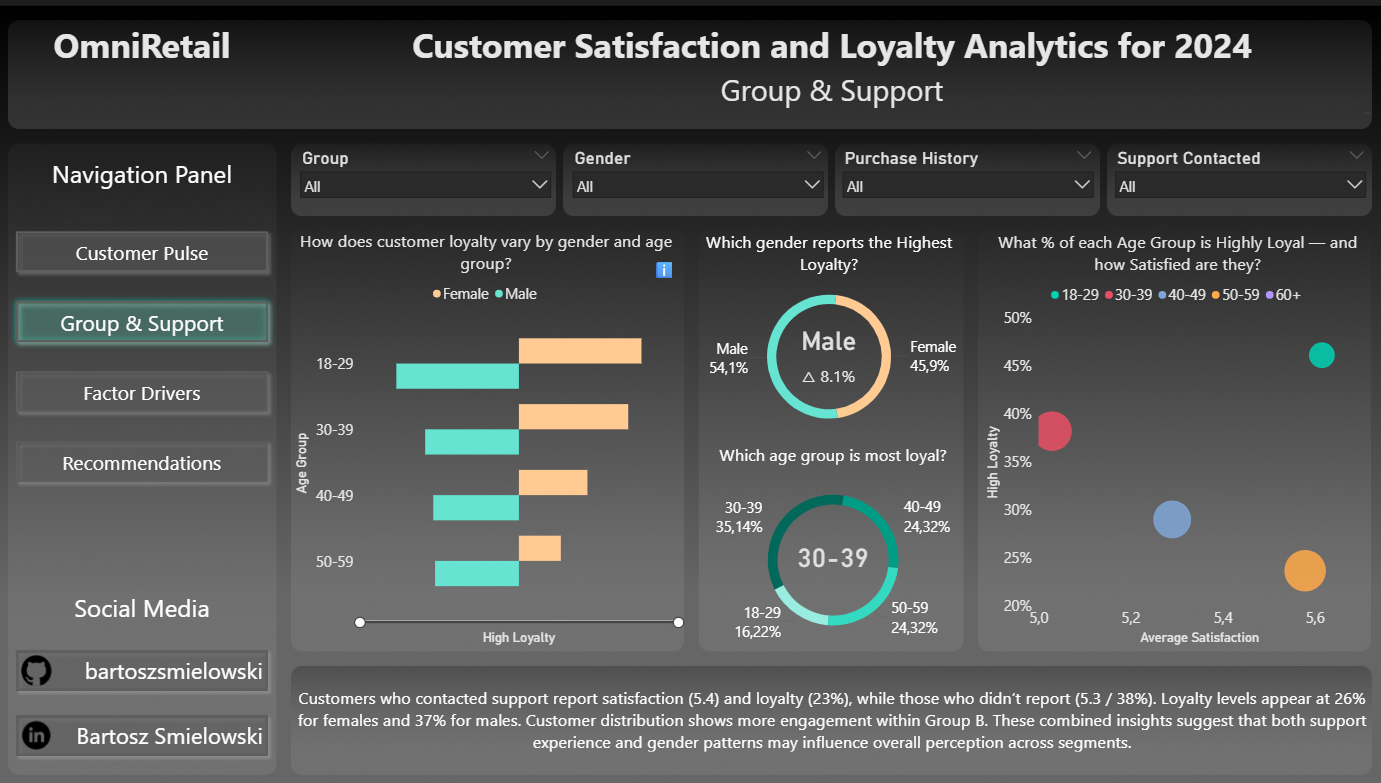 OmniRetail
Customer Satisfaction and Loyalty Analytics for 2024
Group & Support
Navigation Panel
Customer Pulse
Group & Support
Factor Drivers
Recommendations
Social Media
bartoszsmielowski
in
Bartosz Smielowski
Group
All
Gender
All
Purchase History
All
Support Contacted
All
How does customer loyalty vary by gender and age
group?
i
Female Male
Age Group
18-29
30-39
40-49
50-59
High Loyalty
Which gender reports the Highest
Loyalty?
Male
54,1%
Male
△ 8.1%
Female
45,9%
Which age group is most loyal?
30-39
35,14%
40-49
24,32%
30-39
18-29
16,22%
50-59
24,32%
What % of each Age Group is Highly Loyal — and
how Satisfied are they?
18-29 30-39 40-49 50-59 60+
High Loyalty
50%
45%
40%
35%
30%
25%
20%
5,0 5,2 5,4 5,6
Average Satisfaction
Customers who contacted support report satisfaction (5.4) and loyalty (23%), while those who didn't report (5.3 / 38%). Loyalty levels appear at 26%
for females and 37% for males. Customer distribution shows more engagement within Group B. These combined insights suggest that both support
experience and gender patterns may influence overall perception across segments.